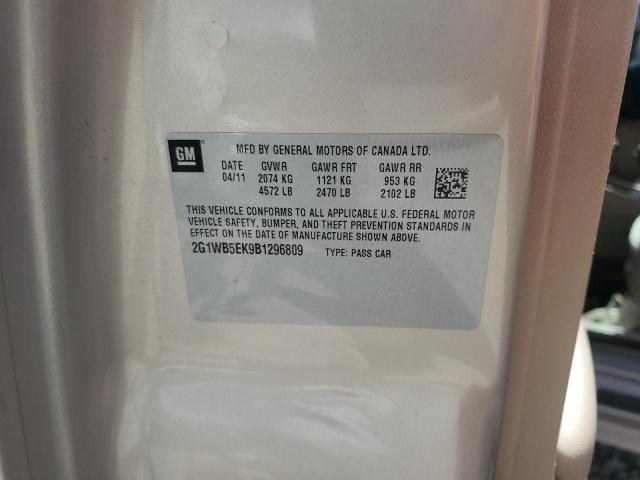 GM
MFD BY GENERAL MOTORS OF CANADA LTD.
DATE GVWR GAWR FRT GAWR RR
04/11 2074 KG 1121 KG 953 KG
4572 LB 2470 LB 2102 LB
THIS VEHICLE CONFORMS TO ALL APPLICABLE U.S. FEDERAL MOTOR
VEHICLE SAFETY, BUMPER, AND THEFT PREVENTION STANDARDS IN
EFFECT ON THE DATE OF MANUFACTURE SHOWN ABOVE.
2G1WB5EK9B1296809 TYPE: PASS CAR